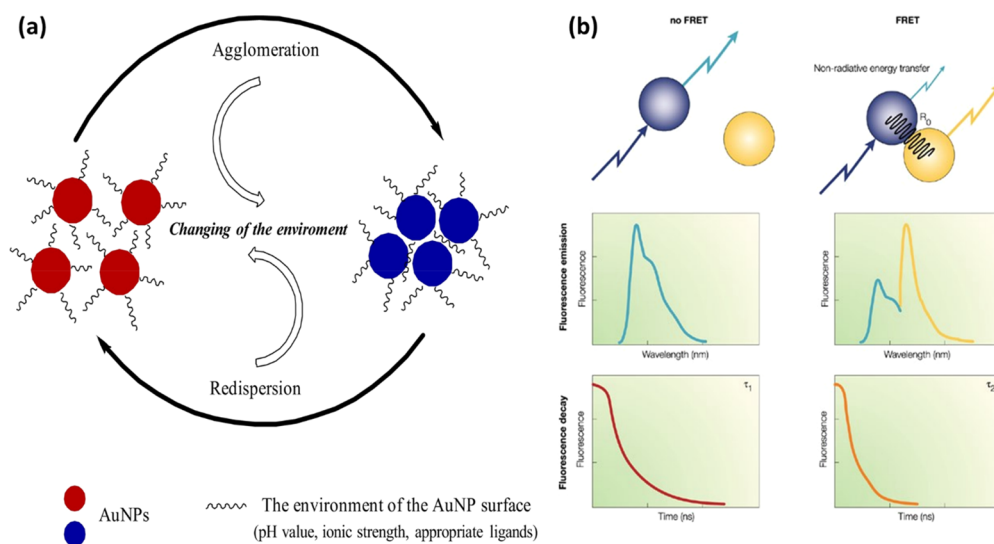 (a)
Agglomeration
Changing of the enviroment
Redispersion
AuNPs
The environment of the AuNP surface
(pH value, ionic strength, appropriate ligands)
(b)
no FRET
FRET
Non-radiative energy transfer
R0
Fluorescence emission
Fluorescence
Wavelength (nm)
Fluorescence
Wavelength (nm)
Fluorescence decay
Fluorescence
τ1
Time (ns)
Fluorescence
τ2
Time (ns)